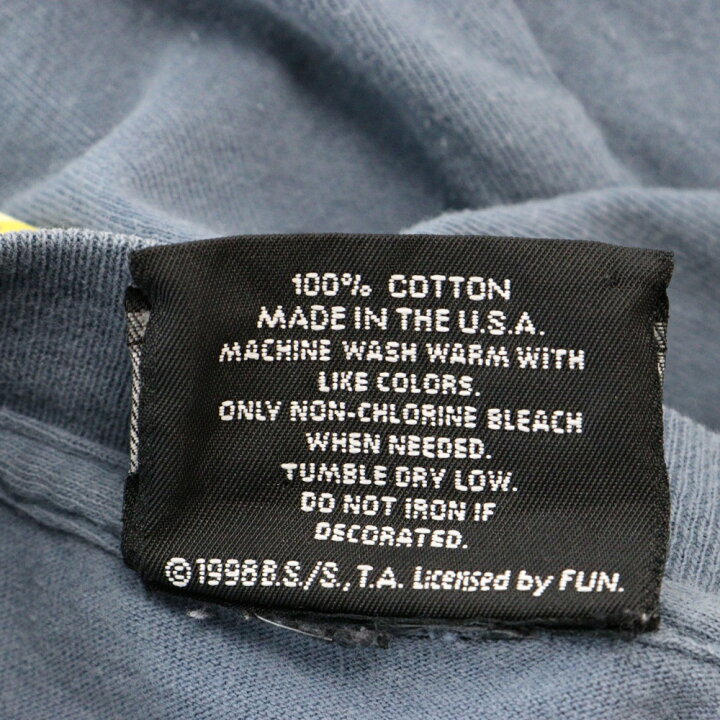 100% COTTON
MADE IN THE U.S.A.
MACHINE WASH WARM WITH
LIKE COLORS.
ONLY NON-CHLORINE BLEACH
WHEN NEEDED.
TUMBLE DRY LOW.
DO NOT IRON IF
DECORATED.
©1998 B.S./S., T.A. Licensed by FUN.